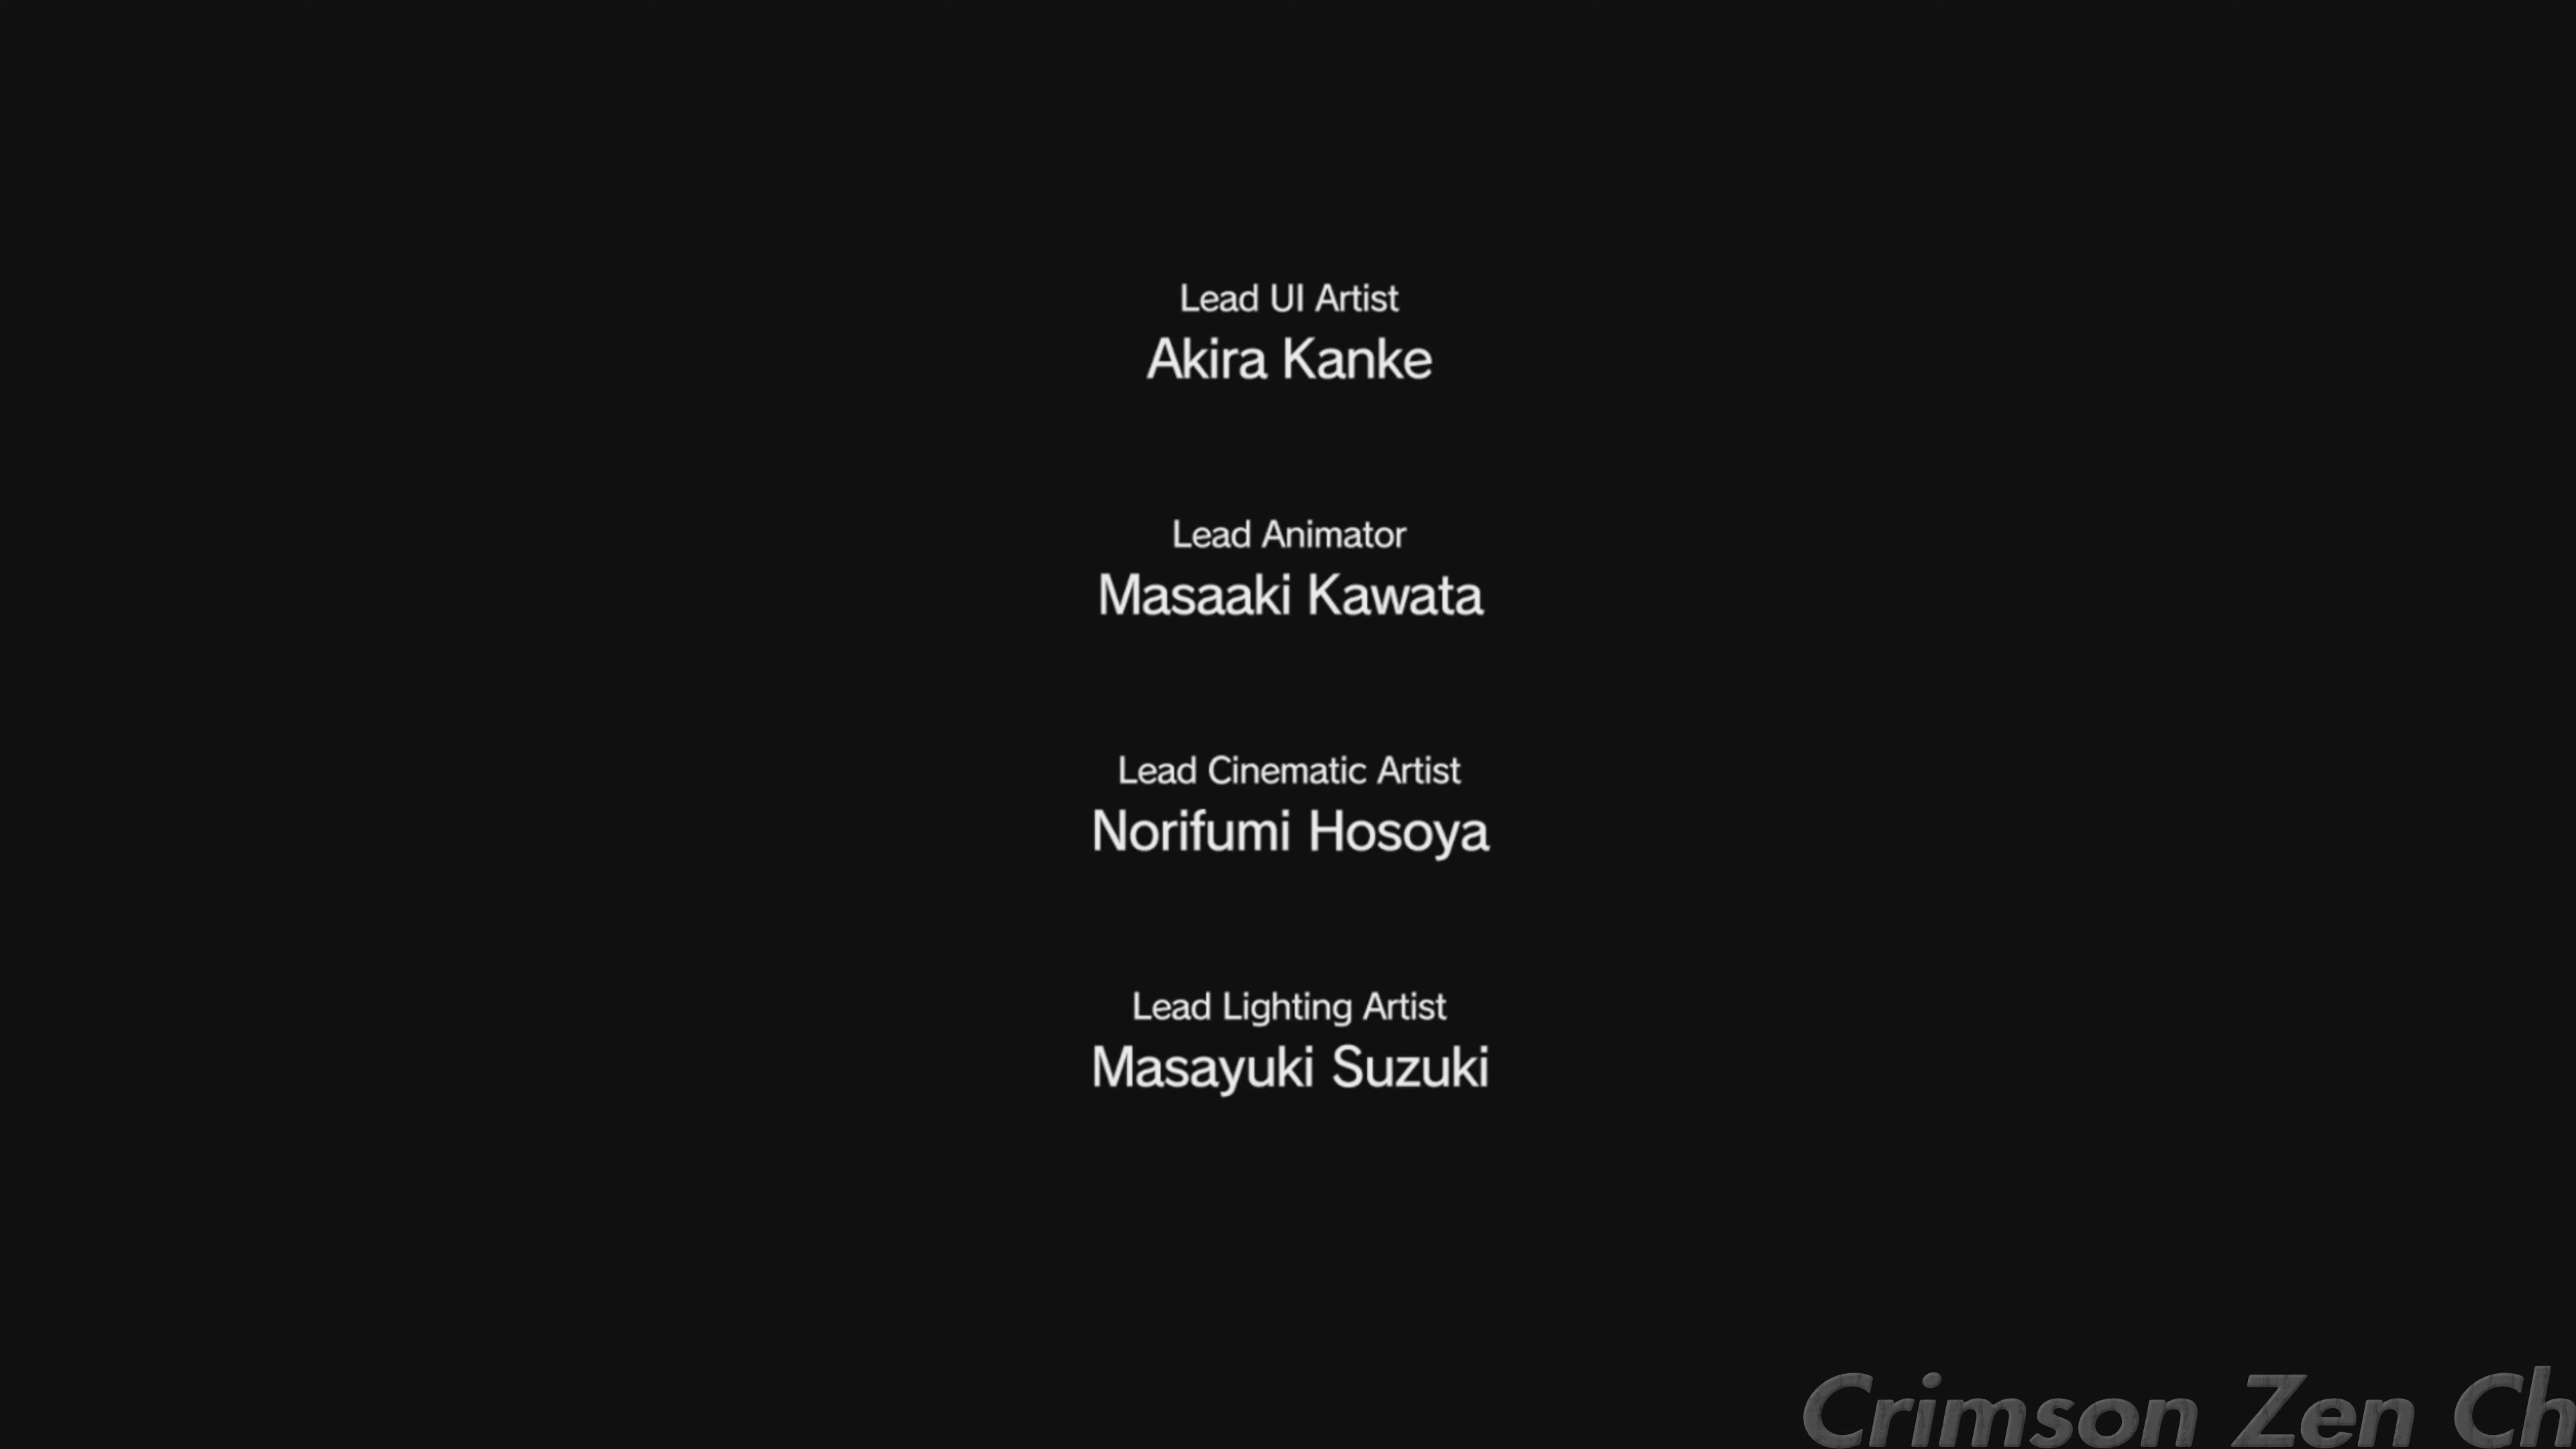 Lead UI Artist
Akira Kanke
Lead Animator
Masaaki Kawata
Lead Cinematic Artist
Norifumi Hosoya
Lead Lighting Artist
Masayuki Suzuki
Crimson Zen Ch